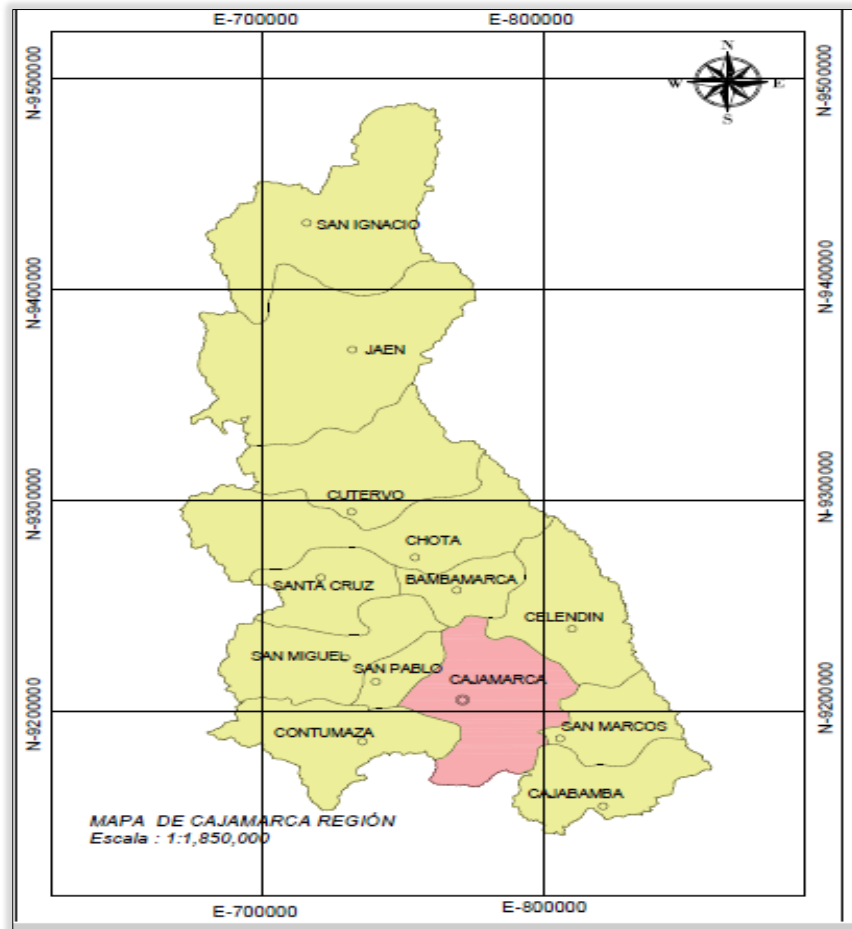 E-700000 E-800000
N-9500000 N-9500000
N
W E
S
SAN IGNACIO
N-9400000 N-9400000
JAEN
CUTERVO
N-9300000 N-9300000
CHOTA
SANTA CRUZ BAMBAMARCA
CELENDIN
SAN MIGUEL SAN PABLO
CAJAMARCA
N-9200000 N-9200000
CONTUMAZA SAN MARCOS
CAJABAMBA
MAPA DE CAJAMARCA REGIÓN
Escala : 1:1,850,000
E-700000 E-800000